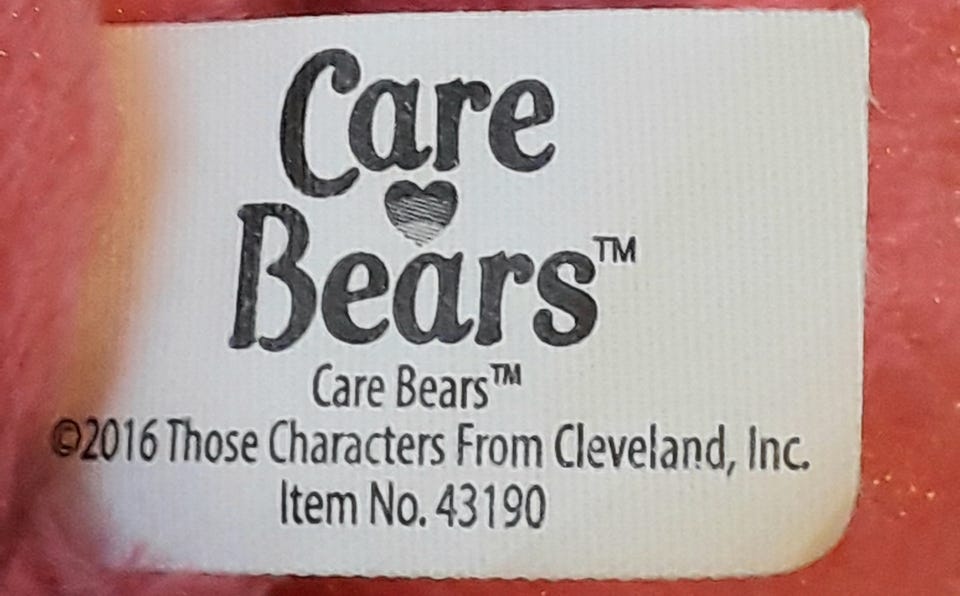 Care
Bears™
Care Bears™
©2016 Those Characters From Cleveland, Inc.
Item No. 43190